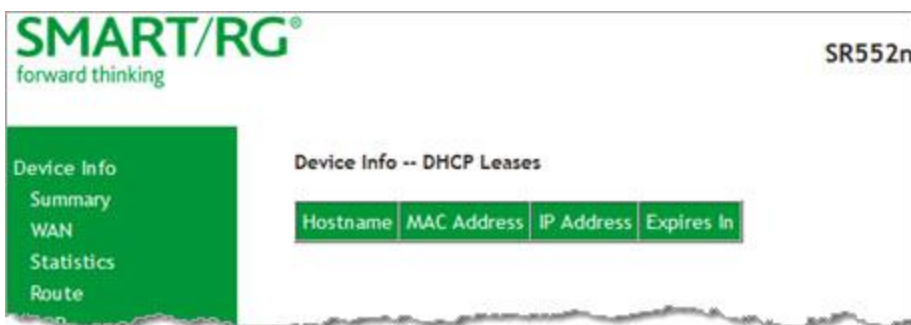 SMART/RG®
forward thinking
SR552n
Device Info
Summary
WAN
Statistics
Route
Device Info -- DHCP Leases
Hostname MAC Address IP Address Expires In